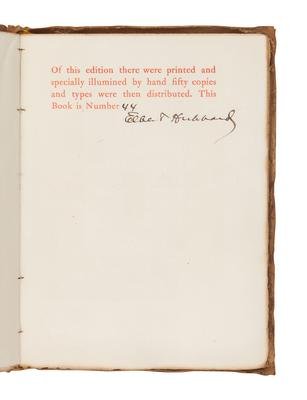 Of this edition there were printed and
specially illumined by hand fifty copies
and types were then distributed. This
Book is Number 44
Elbert Hubbard